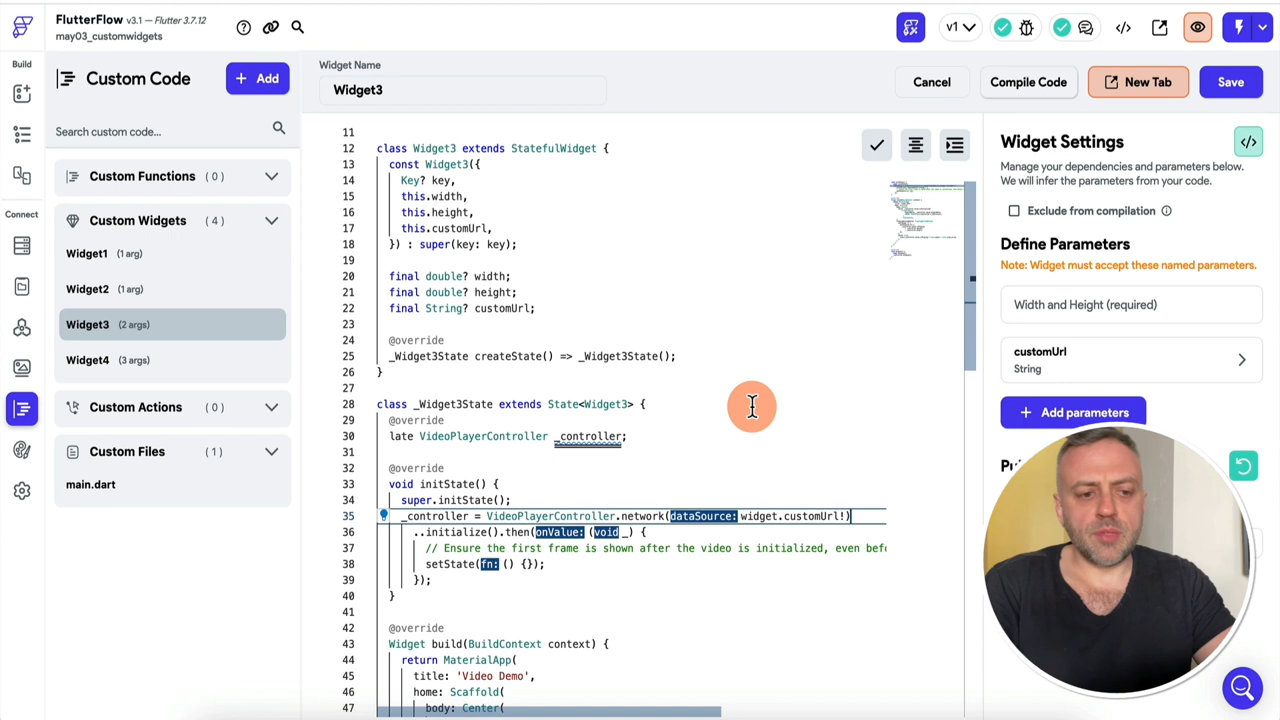 FlutterFlow v3.1 – Flutter 3.7.12
may03_customwidgets
v1
Build
Connect
Custom Code
+ Add
Search custom code...
Custom Functions ( 0 )
Custom Widgets ( 4 )
Widget1 (1 arg)
Widget2 (1 arg)
Widget3 (2 args)
Widget4 (3 args)
Custom Actions ( 0 )
Custom Files ( 1 )
main.dart
Widget Name
Widget3
Cancel
Compile Code
New Tab
Save
11
12 class Widget3 extends StatefulWidget {
13 const Widget3({
14 Key? key,
15 this.width,
16 this.height,
17 this.customUrl,
18 }) : super(key: key);
19
20 final double? width;
21 final double? height;
22 final String? customUrl;
23
24 @override
25 _Widget3State createState() => _Widget3State();
26 }
27
28 class _Widget3State extends State<Widget3> {
29 @override
30 late VideoPlayerController _controller;
31
32 @override
33 void initState() {
34 super.initState();
35 _controller = VideoPlayerController.network(dataSource: widget.customUrl!)
36 ..initialize().then(onValue: (void _) {
37 // Ensure the first frame is shown after the video is initialized, even befo
38 setState(fn: () {});
39 });
40 }
41
42 @override
43 Widget build(BuildContext context) {
44 return MaterialApp(
45 title: 'Video Demo',
46 home: Scaffold(
47 body: Center(
Widget Settings
Manage your dependencies and parameters below.
We will infer the parameters from your code.
Exclude from compilation
Define Parameters
Note: Widget must accept these named parameters.
Width and Height (required)
customUrl
String
+ Add parameters